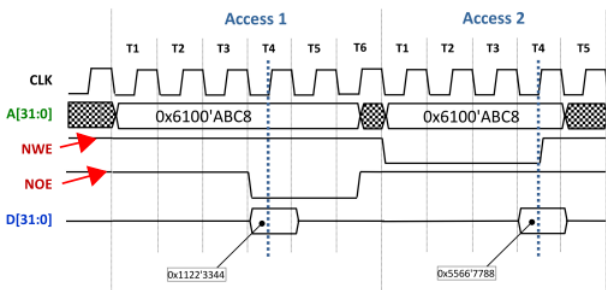 Access 1 Access 2
T1 T2 T3 T4 T5 T6 T1 T2 T3 T4 T5
CLK
A[31:0] 0x6100'ABC8 0x6100'ABC8
NWE
NOE
D[31:0]
0x1122'3344 0x5566'7788